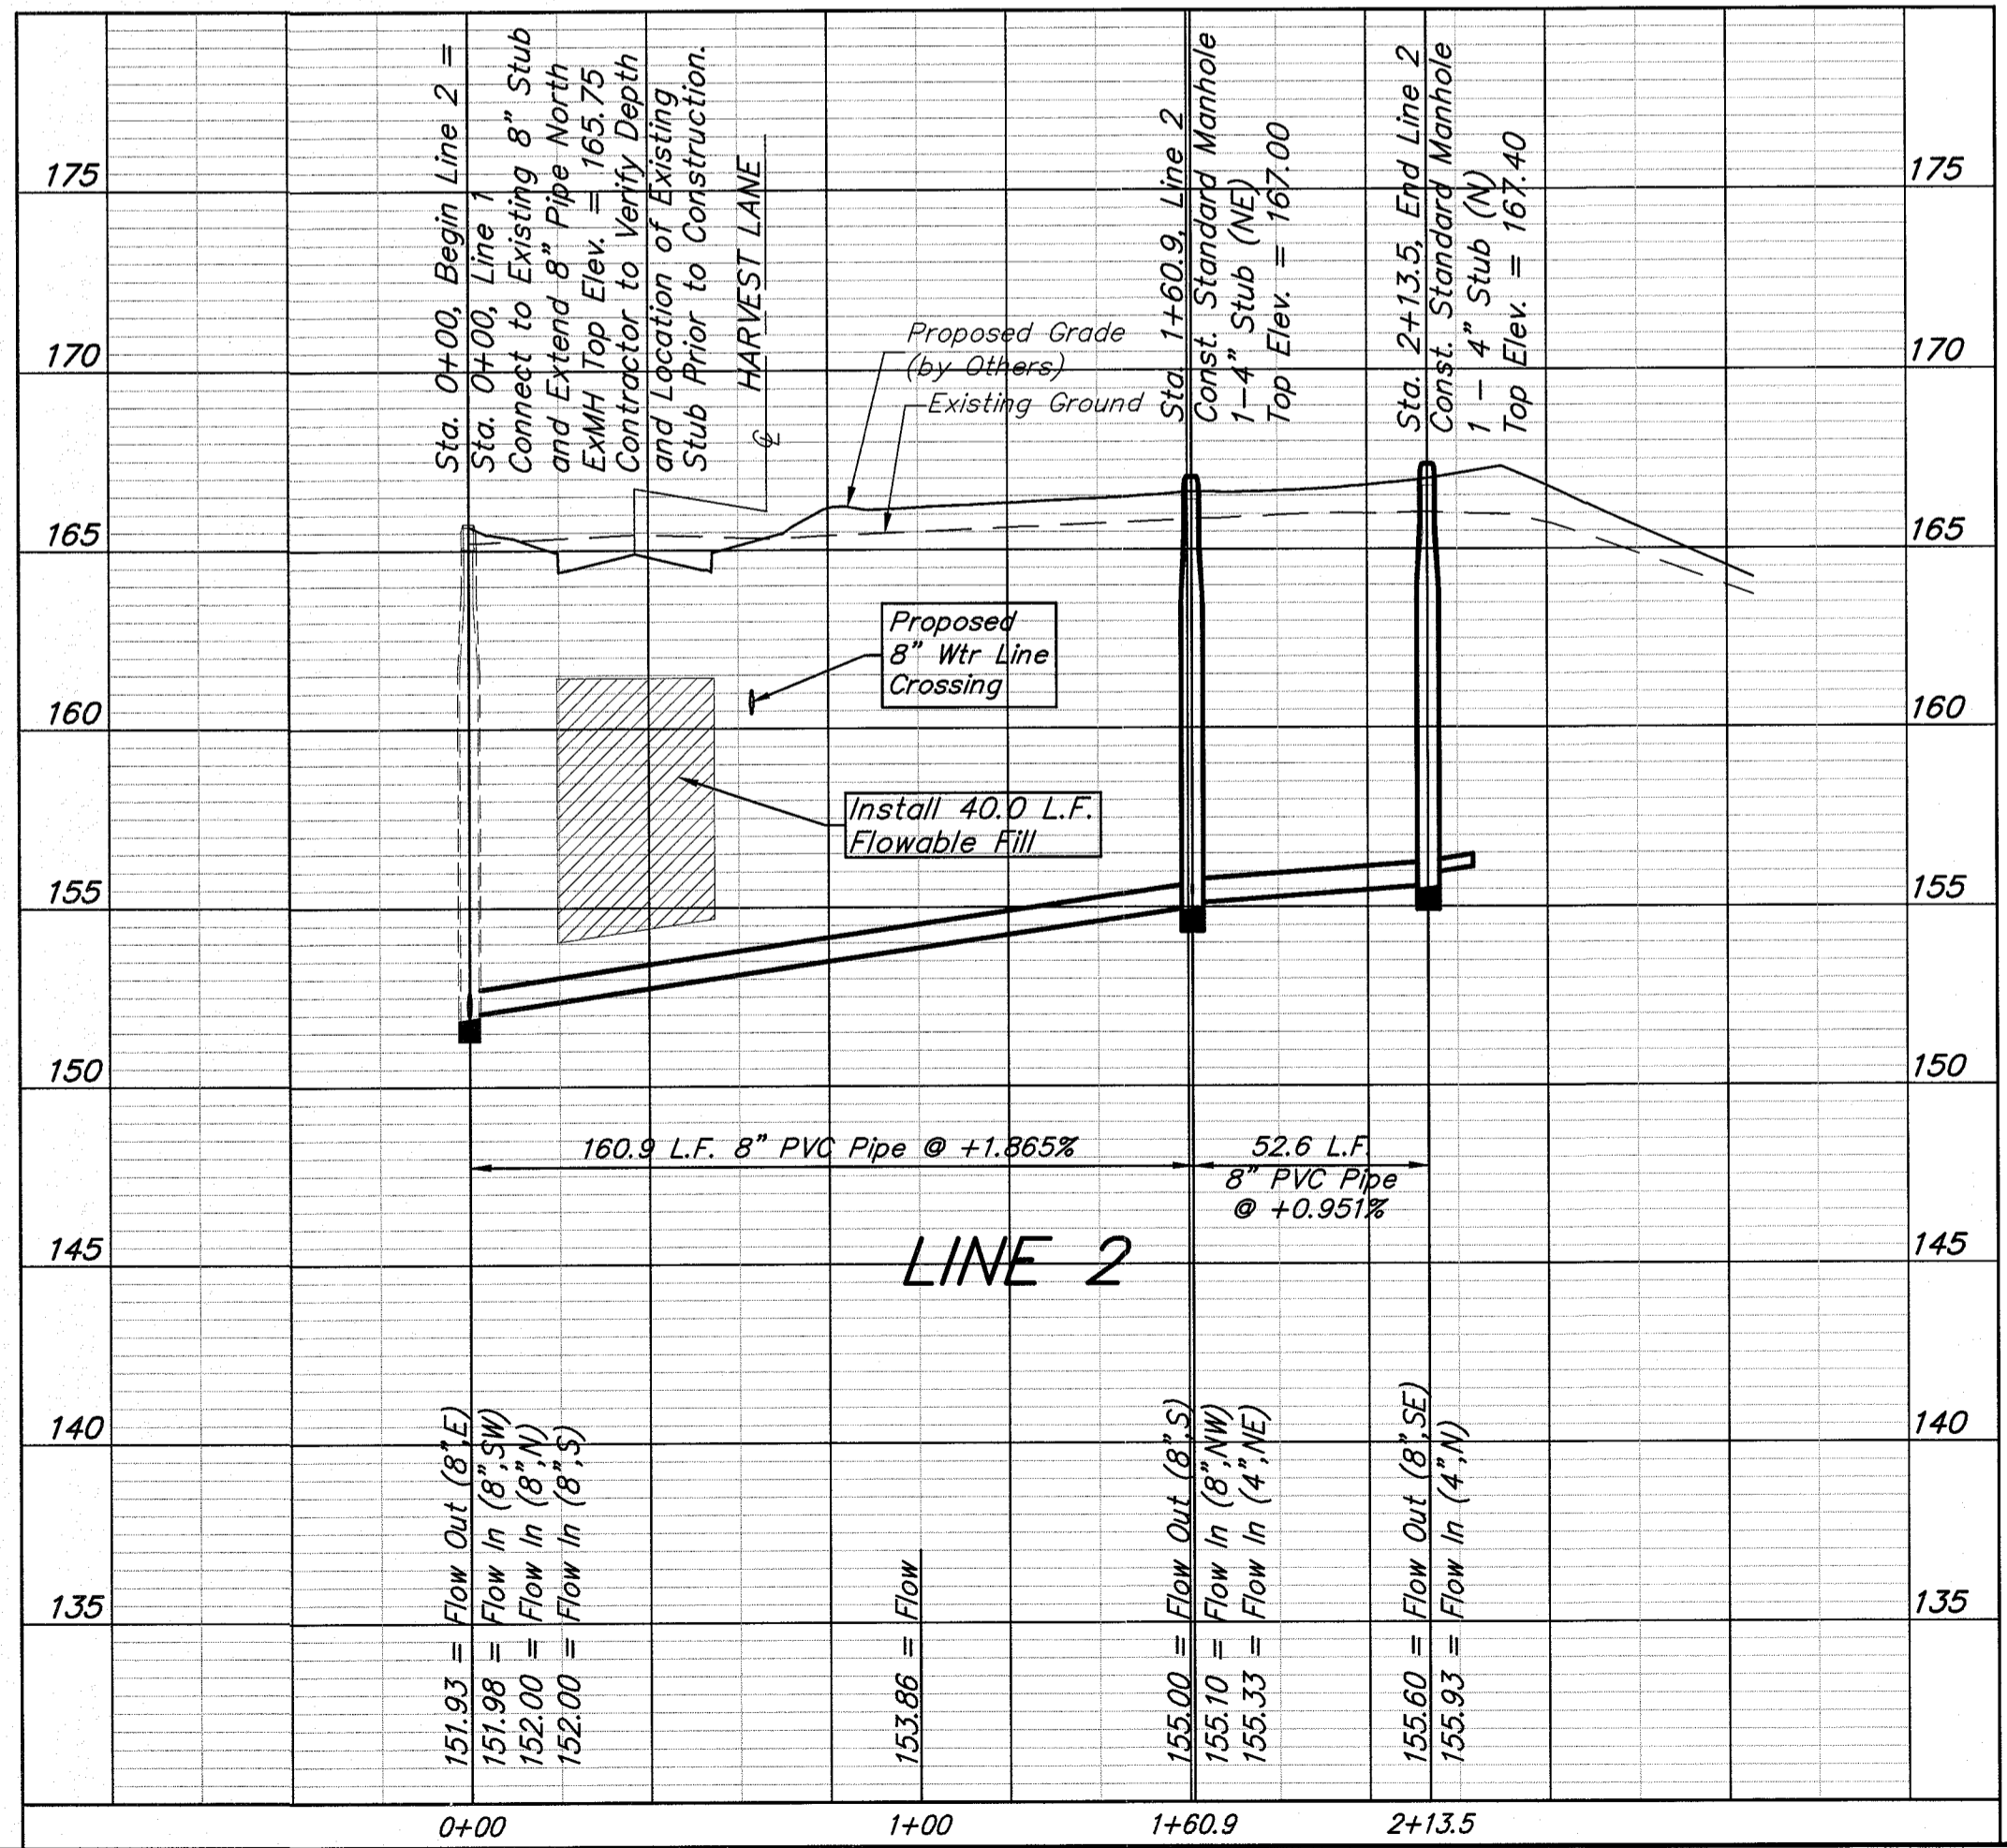 Sta. 0+00, Begin Line 2 =
Sta. 0+00, Line 1
Connect to Existing 8" Stub
and Extend 8" Pipe North
ExMH Top Elev. = 165.75
Contractor to Verify Depth
and Location of Existing
Stub Prior to Construction.
HARVEST LANE
℄
Proposed Grade
(by Others)
Existing Ground
Sta. 1+60.9, Line 2
Const. Standard Manhole
1-4" Stub (NE)
Top Elev. = 167.00
Sta. 2+13.5, End Line 2
Const. Standard Manhole
1 - 4" Stub (N)
Top Elev. = 167.40
175
175
170
170
165
165
Proposed
8" Wtr Line
Crossing
160
160
Install 40.0 L.F.
Flowable Fill
155
155
150
150
160.9 L.F. 8" PVC Pipe @ +1.865%
52.6 L.F.
8" PVC Pipe
@ +0.951%
LINE 2
145
145
140
140
135
135
151.93 = Flow Out (8",E)
151.98 = Flow In (8",SW)
152.00 = Flow In (8",N)
152.00 = Flow In (8",S)
153.86 = Flow
155.00 = Flow Out (8",S)
155.10 = Flow In (8",NW)
155.33 = Flow In (4",NE)
155.60 = Flow Out (8",SE)
155.93 = Flow In (4",N)
0+00
1+00
1+60.9
2+13.5